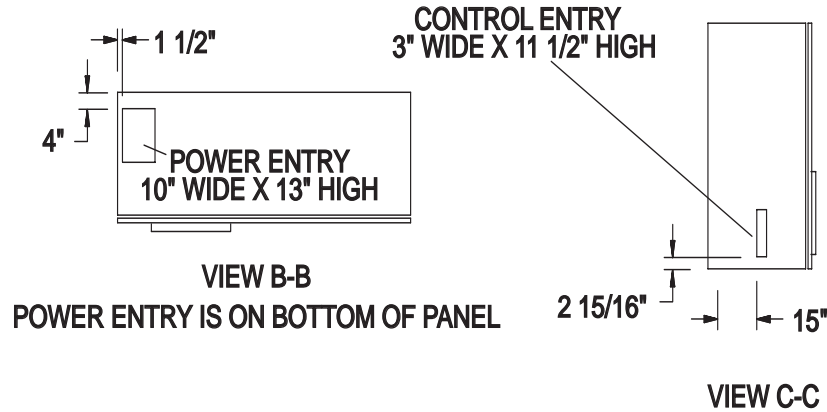 1 1/2"
4"
POWER ENTRY
10" WIDE X 13" HIGH
VIEW B-B
POWER ENTRY IS ON BOTTOM OF PANEL
CONTROL ENTRY
3" WIDE X 11 1/2" HIGH
2 15/16"
15"
VIEW C-C